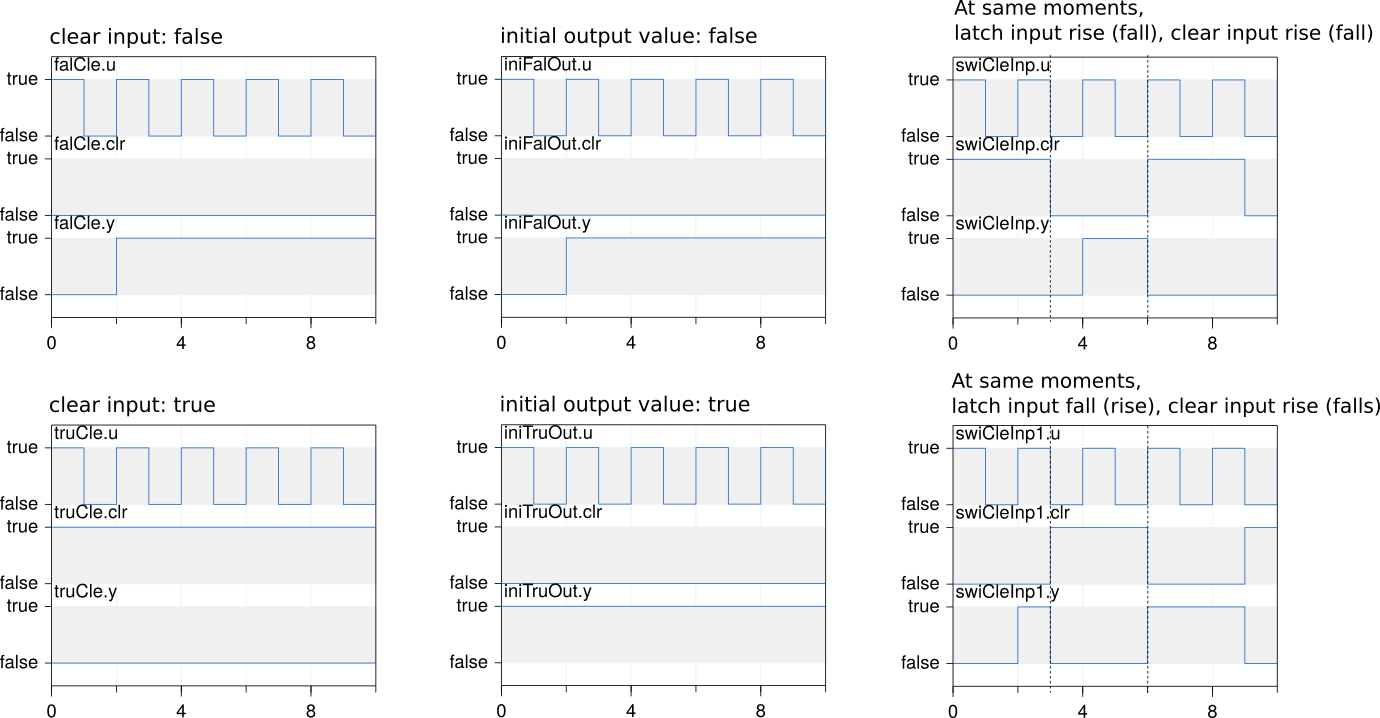 clear input: false
falCle.u
true
false
falCle.clr
true
false
falCle.y
true
false
0 4 8
initial output value: false
iniFalOut.u
true
false
iniFalOut.clr
true
false
iniFalOut.y
true
false
0 4 8
At same moments,
latch input rise (fall), clear input rise (fall)
swiCleInp.u
true
false
swiCleInp.clr
true
false
swiCleInp.y
true
false
0 4 8
clear input: true
truCle.u
true
false
truCle.clr
true
false
truCle.y
true
false
0 4 8
initial output value: true
iniTruOut.u
true
false
iniTruOut.clr
true
false
iniTruOut.y
true
false
0 4 8
At same moments,
latch input fall (rise), clear input rise (falls)
swiCleInp1.u
true
false
swiCleInp1.clr
true
false
swiCleInp1.y
true
false
0 4 8